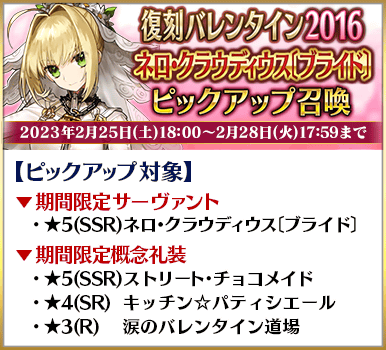 復刻バレンタイン2016
ネロ・クラウディウス〔ブライド〕
ピックアップ召喚
2023年2月25日(土)18:00～2月28日(火)17:59まで
【ピックアップ対象】
▼期間限定サーヴァント
・★5(SSR)ネロ・クラウディウス〔ブライド〕
▼期間限定概念礼装
・★5(SSR)ストリート・チョコメイド
・★4(SR) キッチン☆パティシエール
・★3(R) 涙のバレンタイン道場